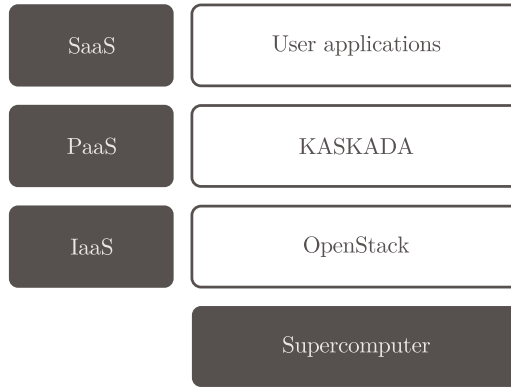 SaaS
User applications
PaaS
KASKADA
IaaS
OpenStack
Supercomputer